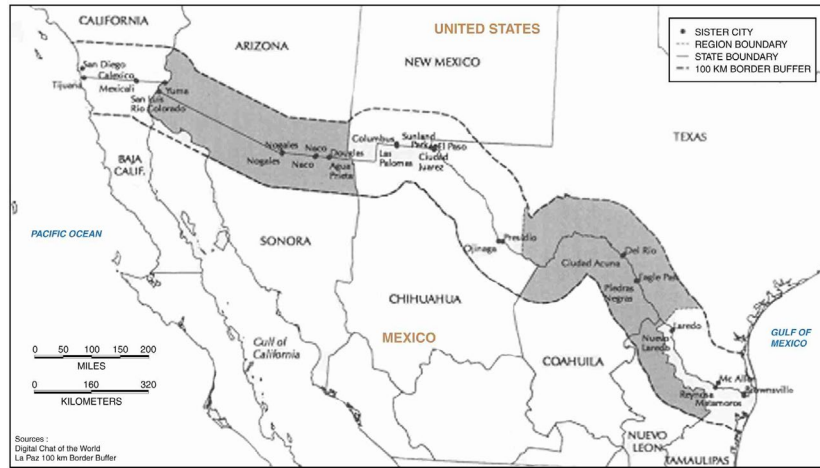 CALIFORNIA
ARIZONA
UNITED STATES
NEW MEXICO
SISTER CITY
REGION BOUNDARY
STATE BOUNDARY
100 KM BORDER BUFFER
San Diego
Calexico
Tijuana
Mexicali
Yuma
San Luis
Rio Colorado
TEXAS
Columbus
Sunland
Park
El Paso
Nogales
Naco
Douglas
Las
Palomas
Ciudad
Juarez
Nogales
Naco
Agua
Prieta
BAJA
CALIF.
PACIFIC OCEAN
SONORA
Ojinaga
Presidio
Del Rio
Ciudad Acuna
Eagle Pass
Piedras
Negras
CHIHUAHUA
GULF OF
MEXICO
Laredo
Nuevo
Laredo
MEXICO
Gulf of
California
COAHUILA
0 50 100 150 200
MILES
0 160 320
KILOMETERS
Mc Allen
Brownsville
Reynosa
Matamoros
NUEVO
LEON
TAMAULIPAS
Sources :
Digital Chat of the World
La Paz 100 km Border Buffer